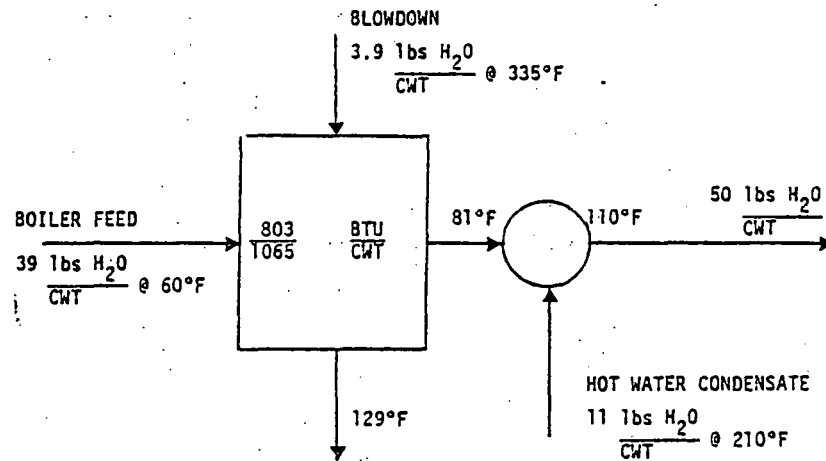 BLOWDOWN
3.9 lbs H2O
CWT @ 335°F
BOILER FEED
39 lbs H2O
CWT @ 60°F
803
1065
BTU
CWT
81°F
110°F
50 lbs H2O
CWT
129°F
HOT WATER CONDENSATE
11 lbs H2O
CWT @ 210°F